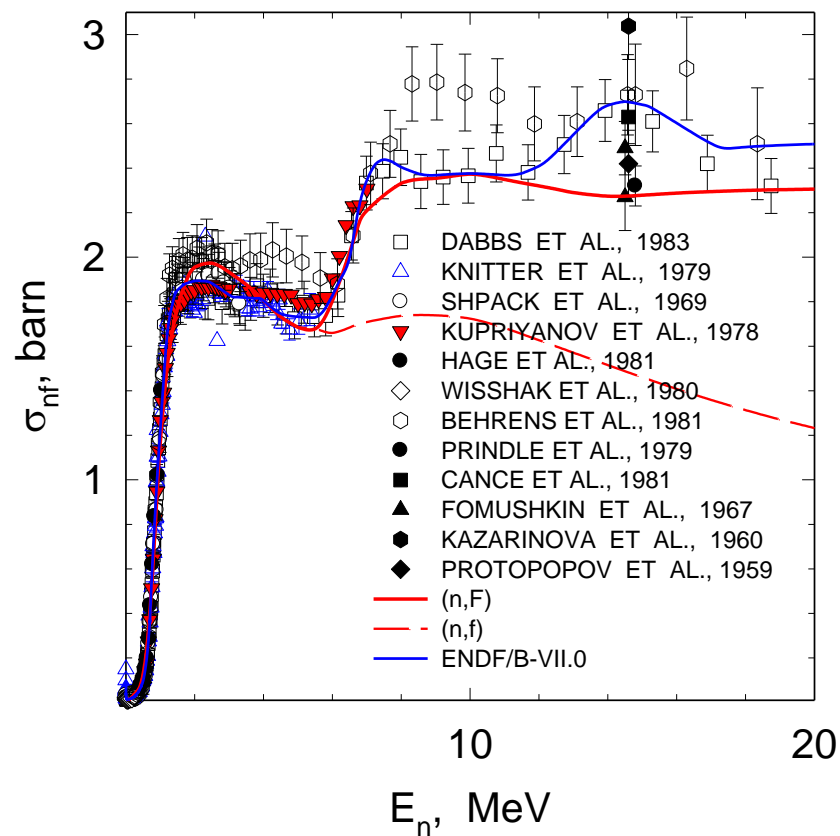 3
2
1
σnf, barn
DABBS ET AL., 1983
KNITTER ET AL., 1979
SHPACK ET AL., 1969
KUPRIYANOV ET AL., 1978
HAGE ET AL., 1981
WISSHAK ET AL., 1980
BEHRENS ET AL., 1981
PRINDLE ET AL., 1979
CANCE ET AL., 1981
FOMUSHKIN ET AL., 1967
KAZARINOVA ET AL., 1960
PROTOPOPOV ET AL., 1959
(n,F)
(n,f)
ENDF/B-VII.0
10
20
En, MeV